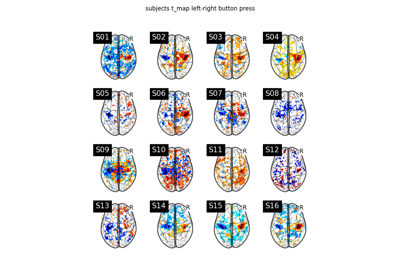 subjects t_map left-right button press
S01 R S02 R S03 R S04 R
S05 R S06 R S07 R S08 R
S09 R S10 R S11 R S12 R
S13 R S14 R S15 R S16 R